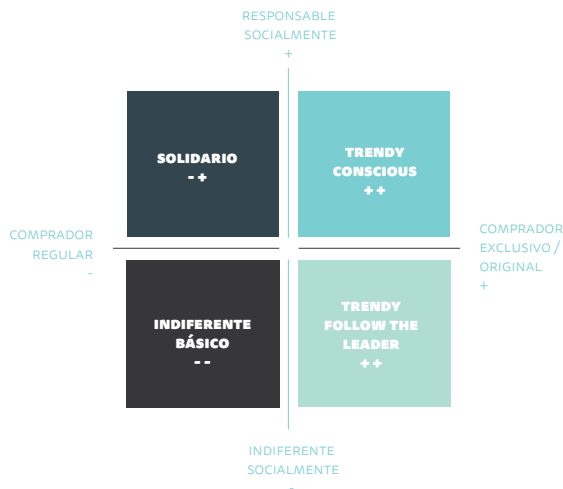 RESPONSABLE
SOCIALMENTE
+
SOLIDARIO
- +
TRENDY
CONSCIOUS
+ +
COMPRADOR
REGULAR
-
COMPRADOR
EXCLUSIVO /
ORIGINAL
+
INDIFERENTE
BÁSICO
- -
TRENDY
FOLLOW THE
LEADER
+ +
INDIFERENTE
SOCIALMENTE
-